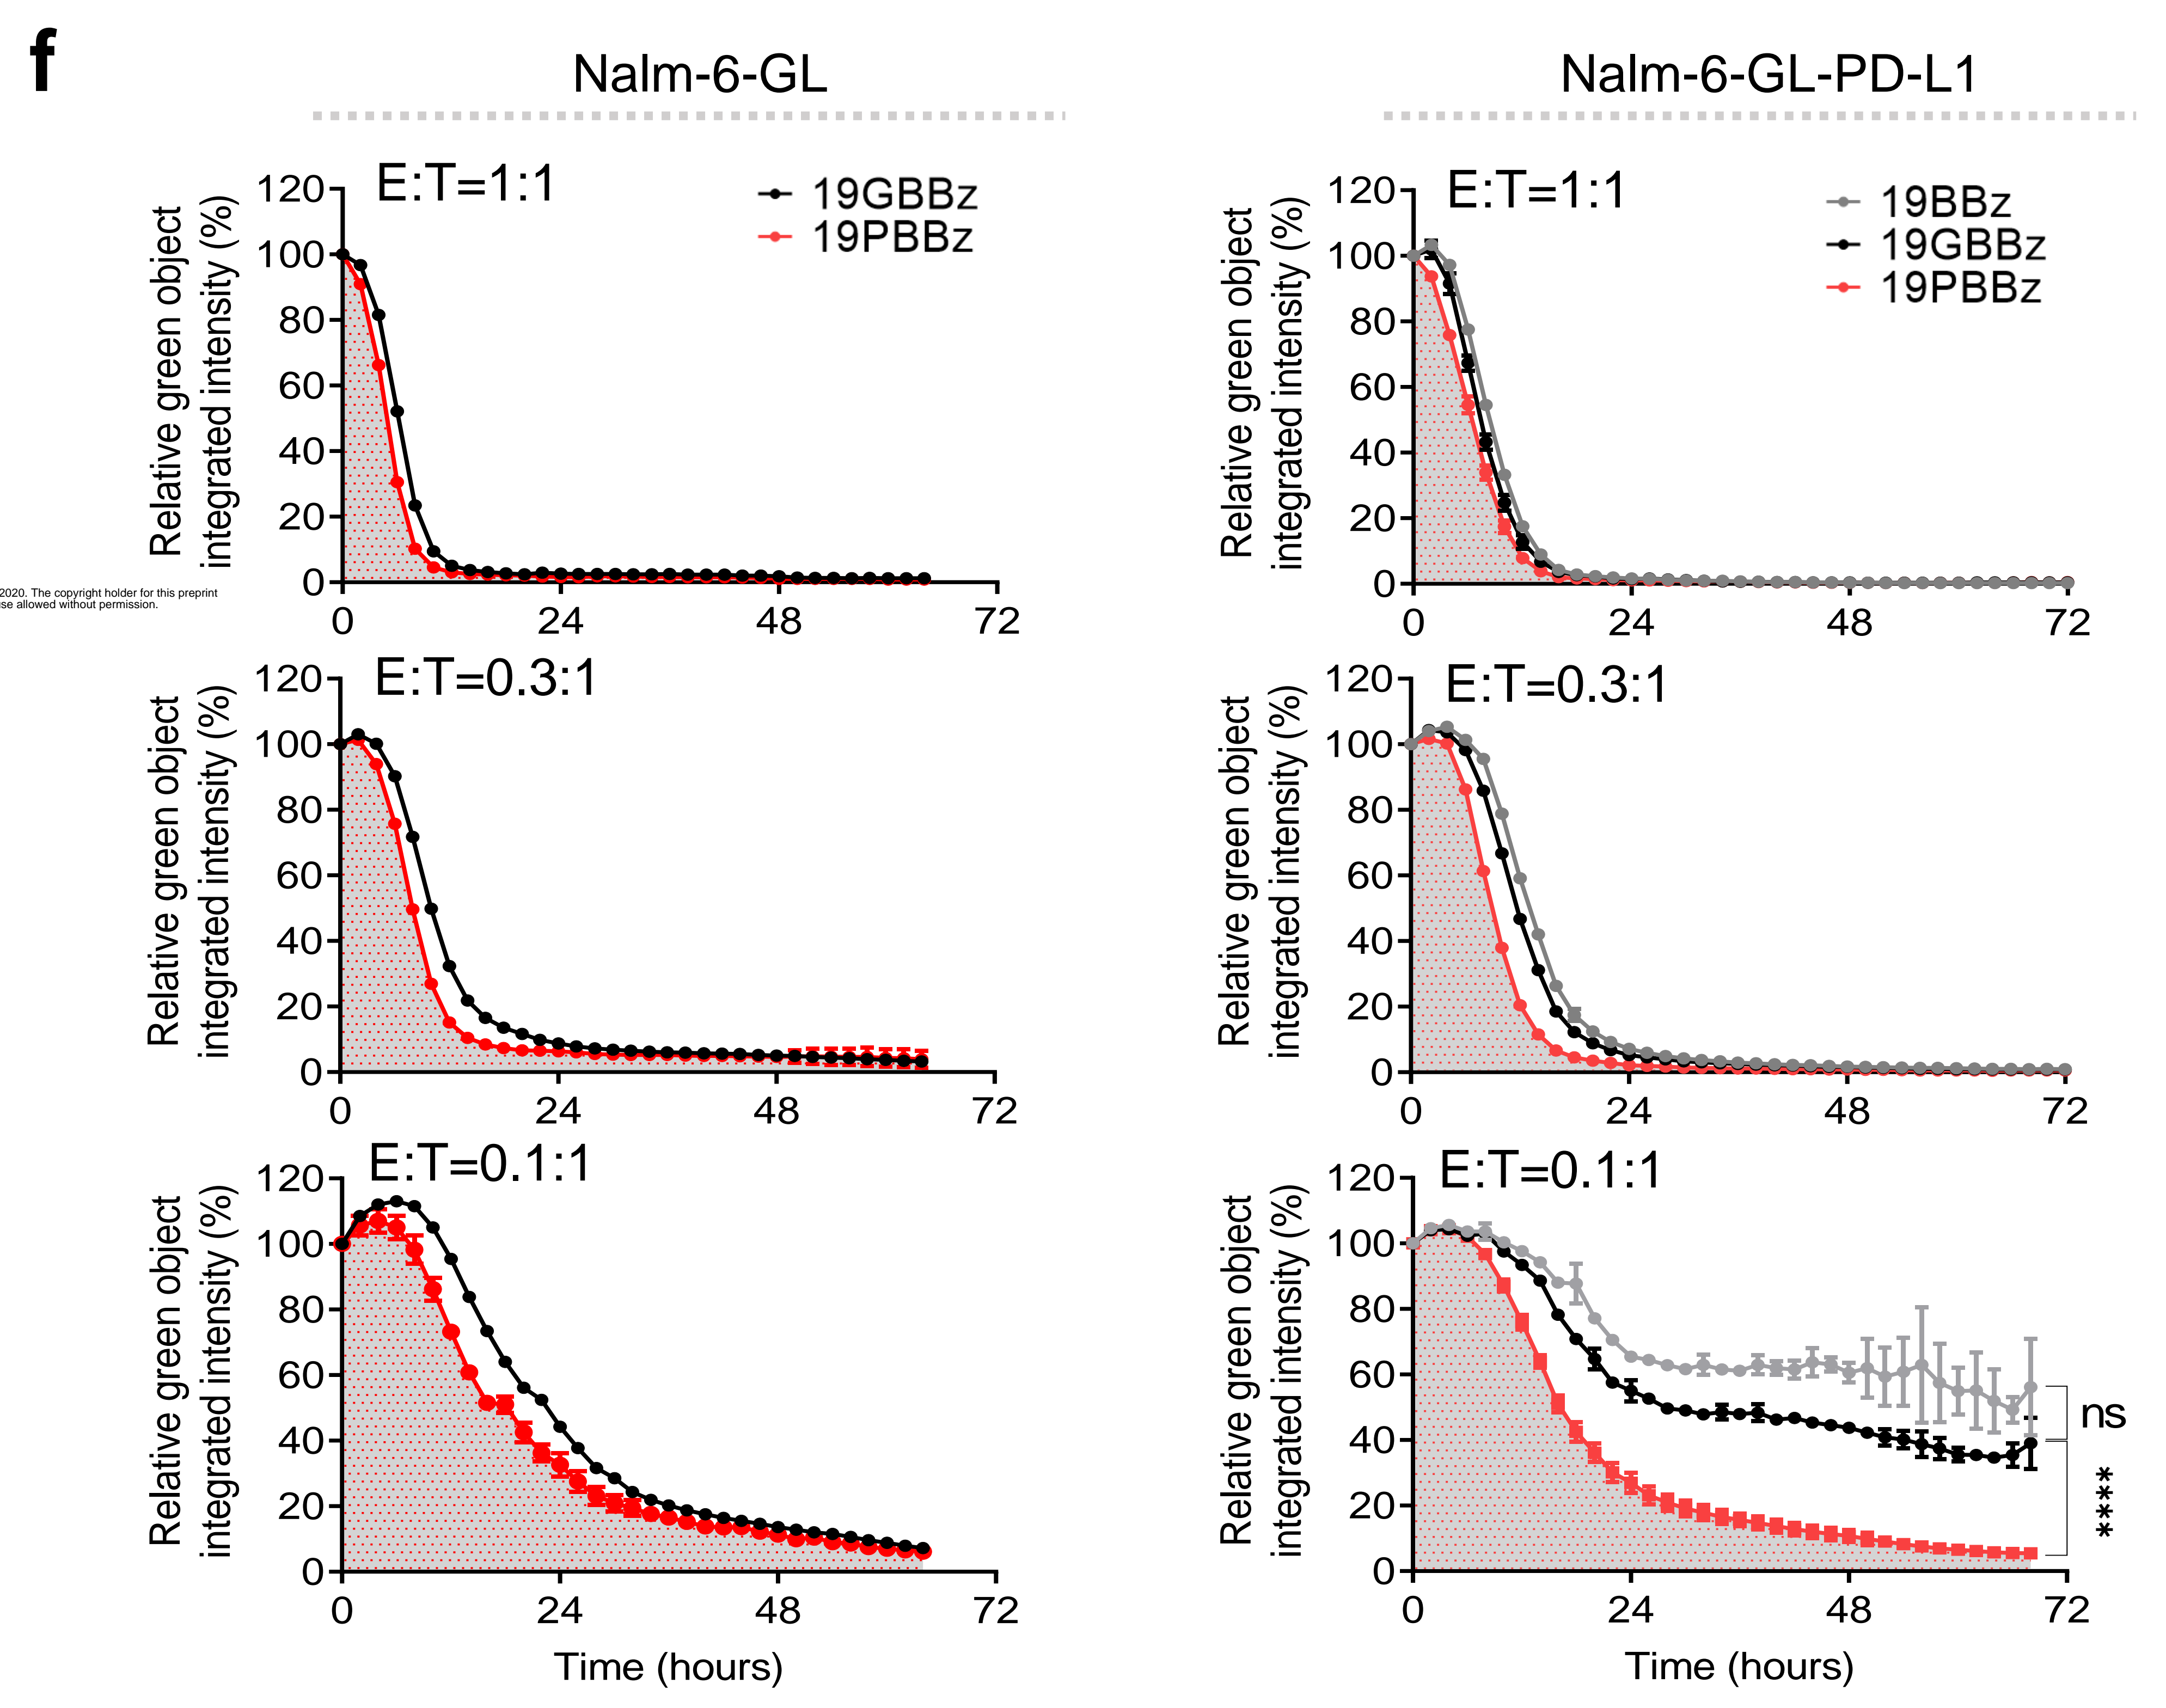 f
Nalm-6-GL
Nalm-6-GL-PD-L1
E:T=1:1
19GBBz
19PBBz
Relative green object
integrated intensity (%)
120
100
80
60
40
20
0
0 24 48 72
E:T=1:1
19BBz
19GBBz
19PBBz
Relative green object
integrated intensity (%)
120
100
80
60
40
20
0
0 24 48 72
2020. The copyright holder for this preprint
se allowed without permission.
E:T=0.3:1
Relative green object
integrated intensity (%)
120
100
80
60
40
20
0
0 24 48 72
E:T=0.3:1
Relative green object
integrated intensity (%)
120
100
80
60
40
20
0
0 24 48 72
E:T=0.1:1
Relative green object
integrated intensity (%)
120
100
80
60
40
20
0
0 24 48 72
Time (hours)
E:T=0.1:1
Relative green object
integrated intensity (%)
120
100
80
60
40
20
0
0 24 48 72
ns
****
Time (hours)